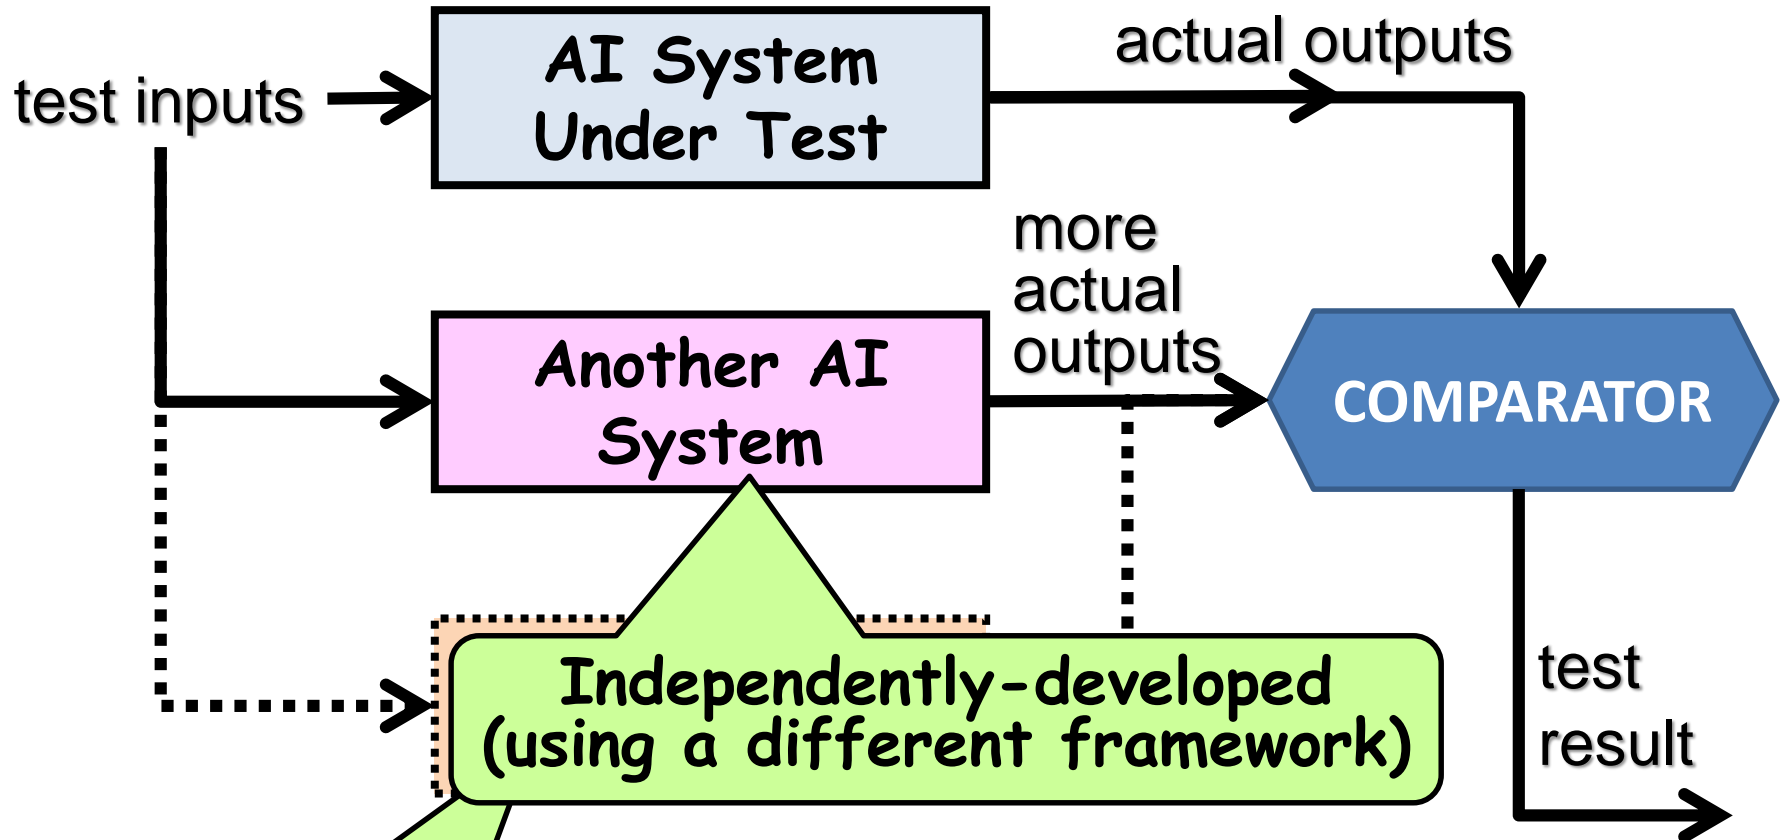 test inputs
AI System
Under Test
actual outputs
more
actual
outputs
Another AI
System
COMPARATOR
Independently-developed
(using a different framework)
test
result